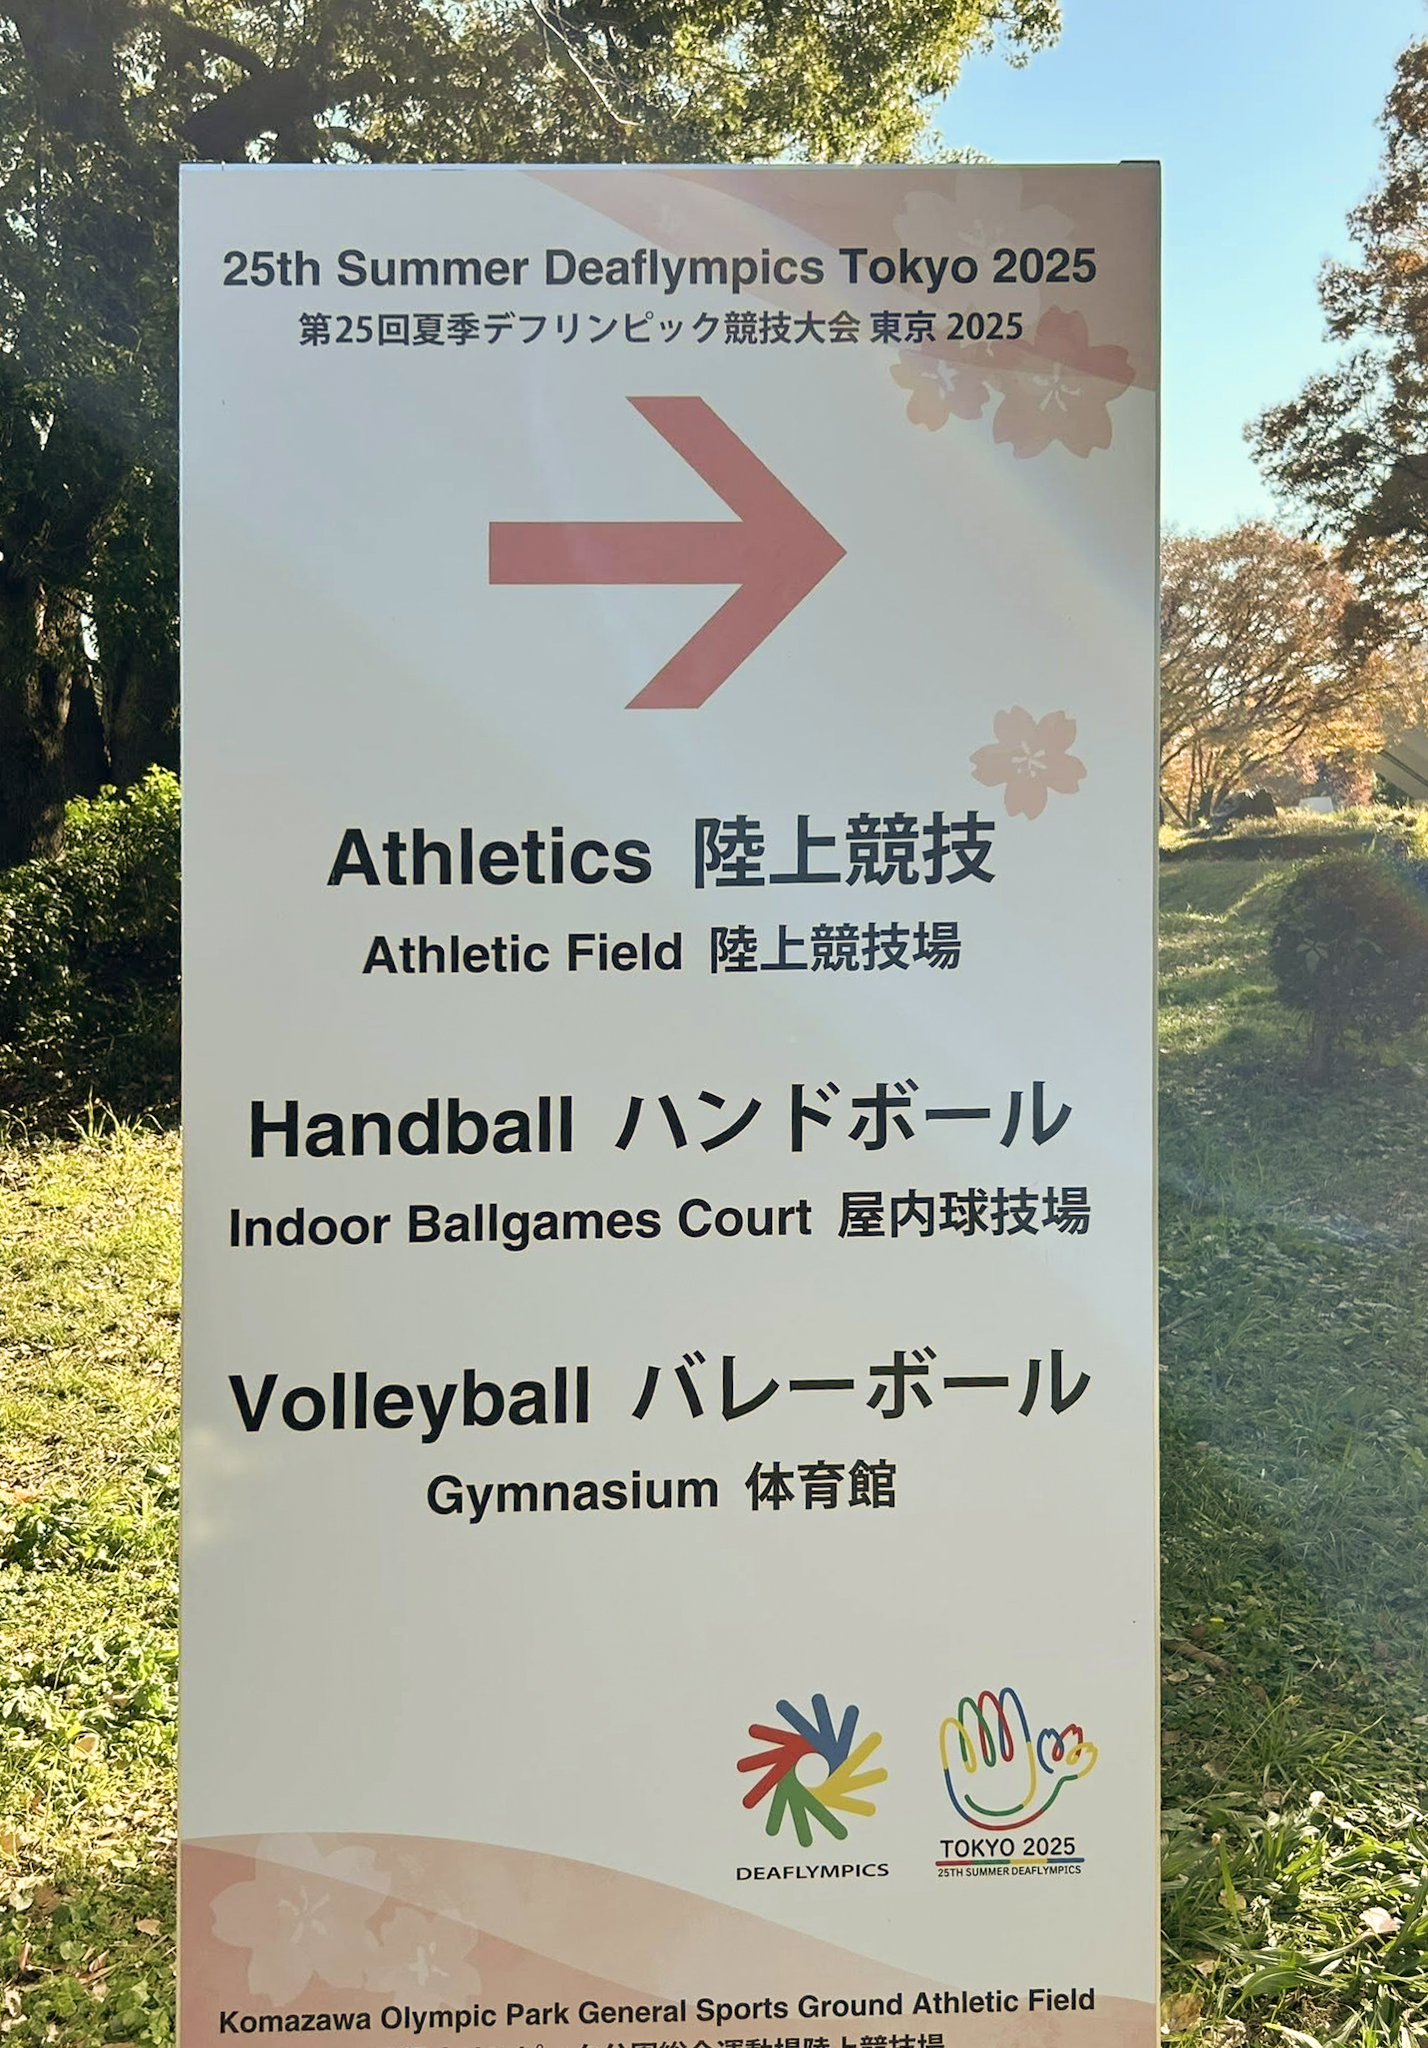 25th Summer Deaflympics Tokyo 2025
第25回夏季デフリンピック競技大会 東京 2025
Athletics 陸上競技
Athletic Field 陸上競技場
Handball ハンドボール
Indoor Ballgames Court 屋内球技場
Volleyball バレーボール
Gymnasium 体育館
DEAFLYMPICS
TOKYO 2025
25TH SUMMER DEAFLYMPICS
Komazawa Olympic Park General Sports Ground Athletic Field